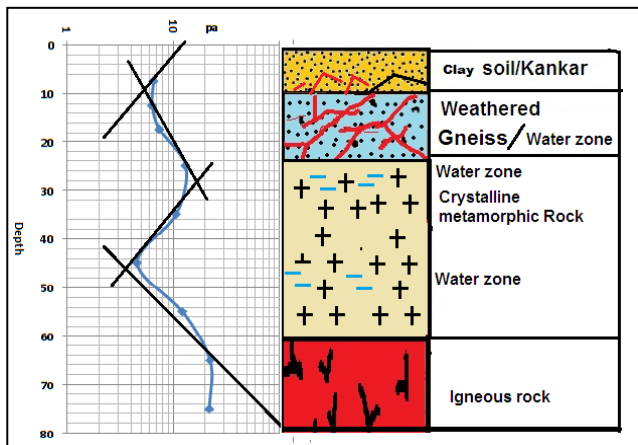 1
10
pa
0
10
20
30
40
50
60
70
80
Depth
Clay soil/Kankar
Weathered
Gneiss/Water zone
Water zone
Crystalline
metamorphic Rock
Water zone
Igneous rock